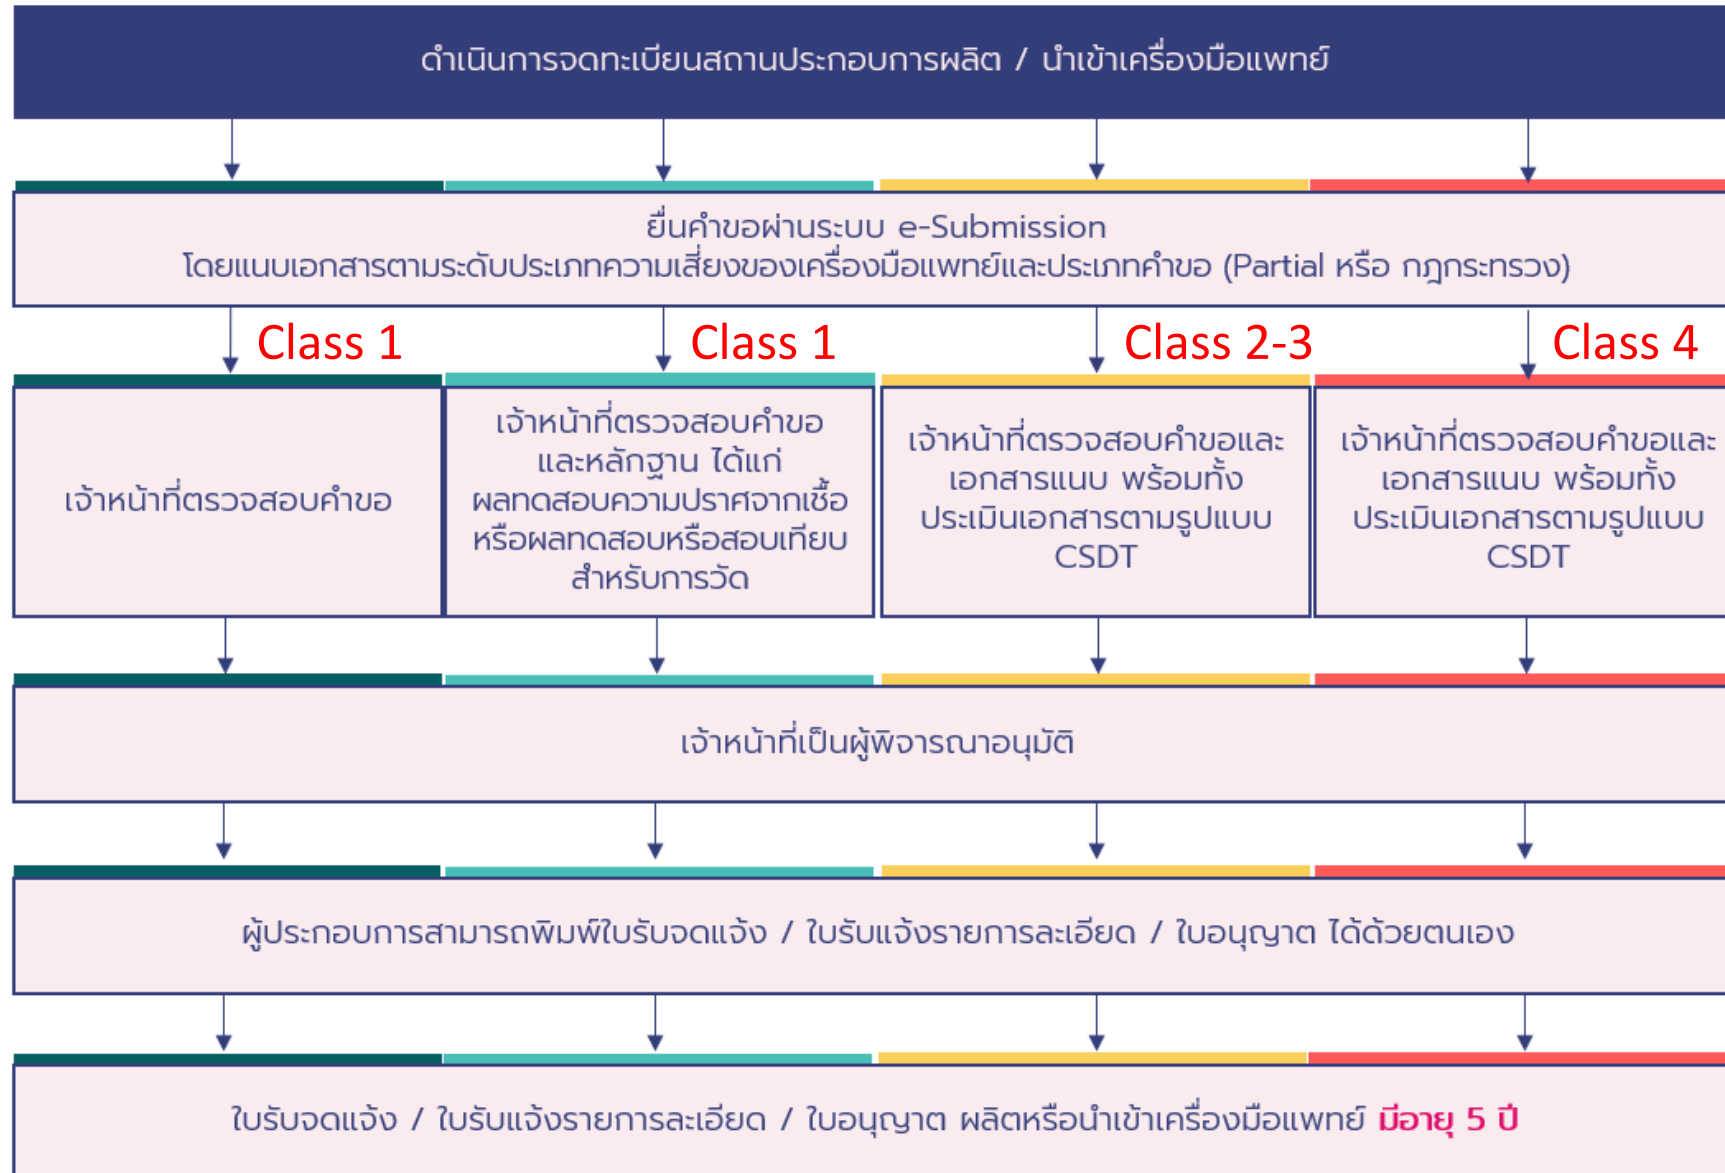 ดำเนินการจดทะเบียนสถานประกอบการผลิต / นำเข้าเครื่องมือแพทย์
ยื่นคำขอผ่านระบบ e-Submission
โดยแนบเอกสารตามระดับประเภทความเสี่ยงของเครื่องมือแพทย์และประเภทคำขอ (Partial หรือ กฎกระทรวง)
Class 1
Class 1
Class 2-3
Class 4
เจ้าหน้าที่ตรวจสอบคำขอ
เจ้าหน้าที่ตรวจสอบคำขอ
และหลักฐาน ได้แก่
ผลทดสอบความปราศจากเชื้อ
หรือผลทดสอบหรือสอบเทียบ
สำหรับการวัด
เจ้าหน้าที่ตรวจสอบคำขอและ
เอกสารแนบ พร้อมทั้ง
ประเมินเอกสารตามรูปแบบ
CSDT
เจ้าหน้าที่ตรวจสอบคำขอและ
เอกสารแนบ พร้อมทั้ง
ประเมินเอกสารตามรูปแบบ
CSDT
เจ้าหน้าที่เป็นผู้พิจารณาอนุมัติ
ผู้ประกอบการสามารถพิมพ์ใบรับจดแจ้ง / ใบรับแจ้งรายการละเอียด / ใบอนุญาต ได้ด้วยตนเอง
ใบรับจดแจ้ง / ใบรับแจ้งรายการละเอียด / ใบอนุญาต ผลิตหรือนำเข้าเครื่องมือแพทย์ มีอายุ 5 ปี